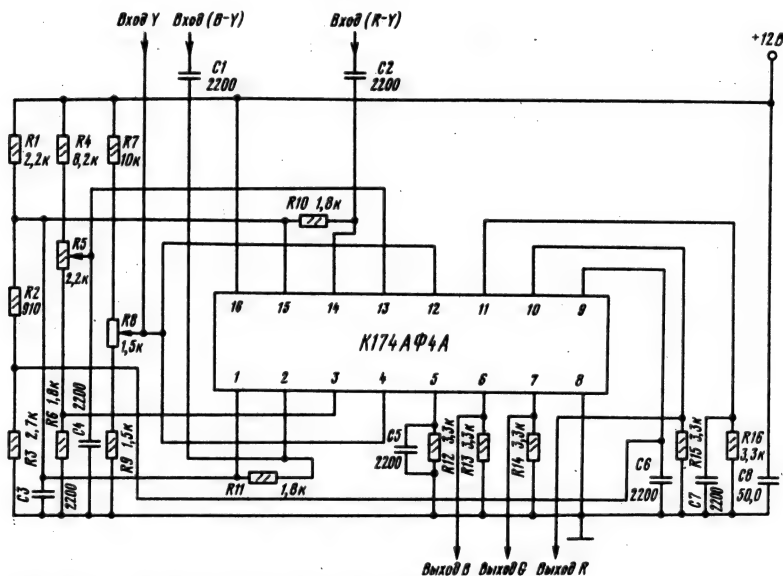 Вход Y Вход (B-Y) Вход (R-Y)
+12В
C1
2200
C2
2200
R1
2,2к
R4
8,2к
R7
10к
R10 1,8к
R5
2,2к
R2
910
R8
1,5к
16 15 14 13 12 11 10 9
К174АФ4А
1 2 3 4 5 6 7 8
R3 2,7к
R6 1,8к
C4 2200
R9 1,5к
C3 2200
R11 1,8к
C5
2200
R12 3,3к
R13 3,3к
R14 3,3к
C6
2200
R15 3,3к
C7 2200
R16
3,3к
C8
50,0
Выход B Выход G Выход R